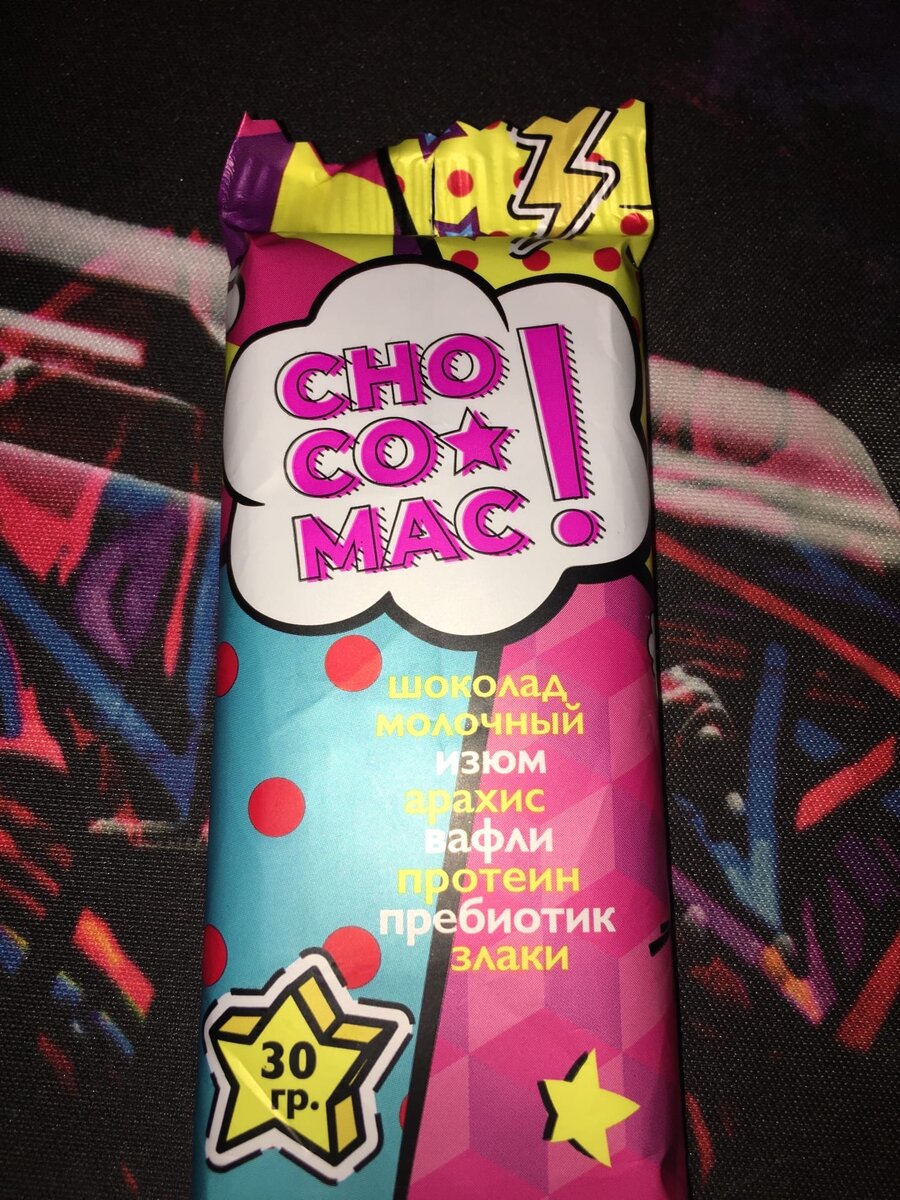 CHO
CO
MAC!
шоколад
молочный
изюм
арахис
вафли
протеин
пребиотик
злаки
30
гр.